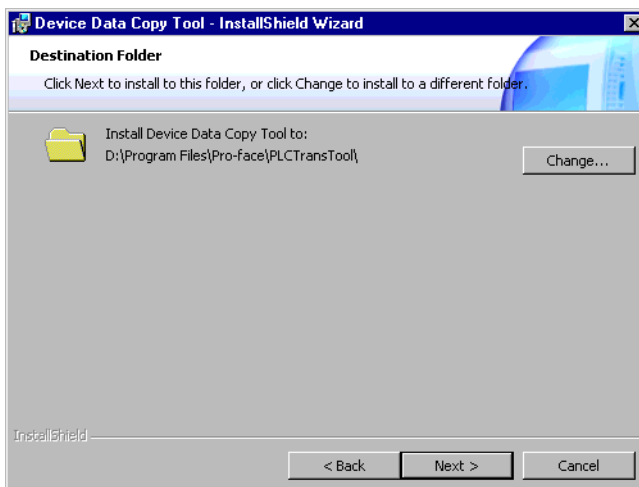 Device Data Copy Tool - InstallShield Wizard
Destination Folder
Click Next to install to this folder, or click Change to install to a different folder.
Install Device Data Copy Tool to:
D:\Program Files\Pro-face\PLCTransTool\
Change...
InstallShield
< Back
Next >
Cancel